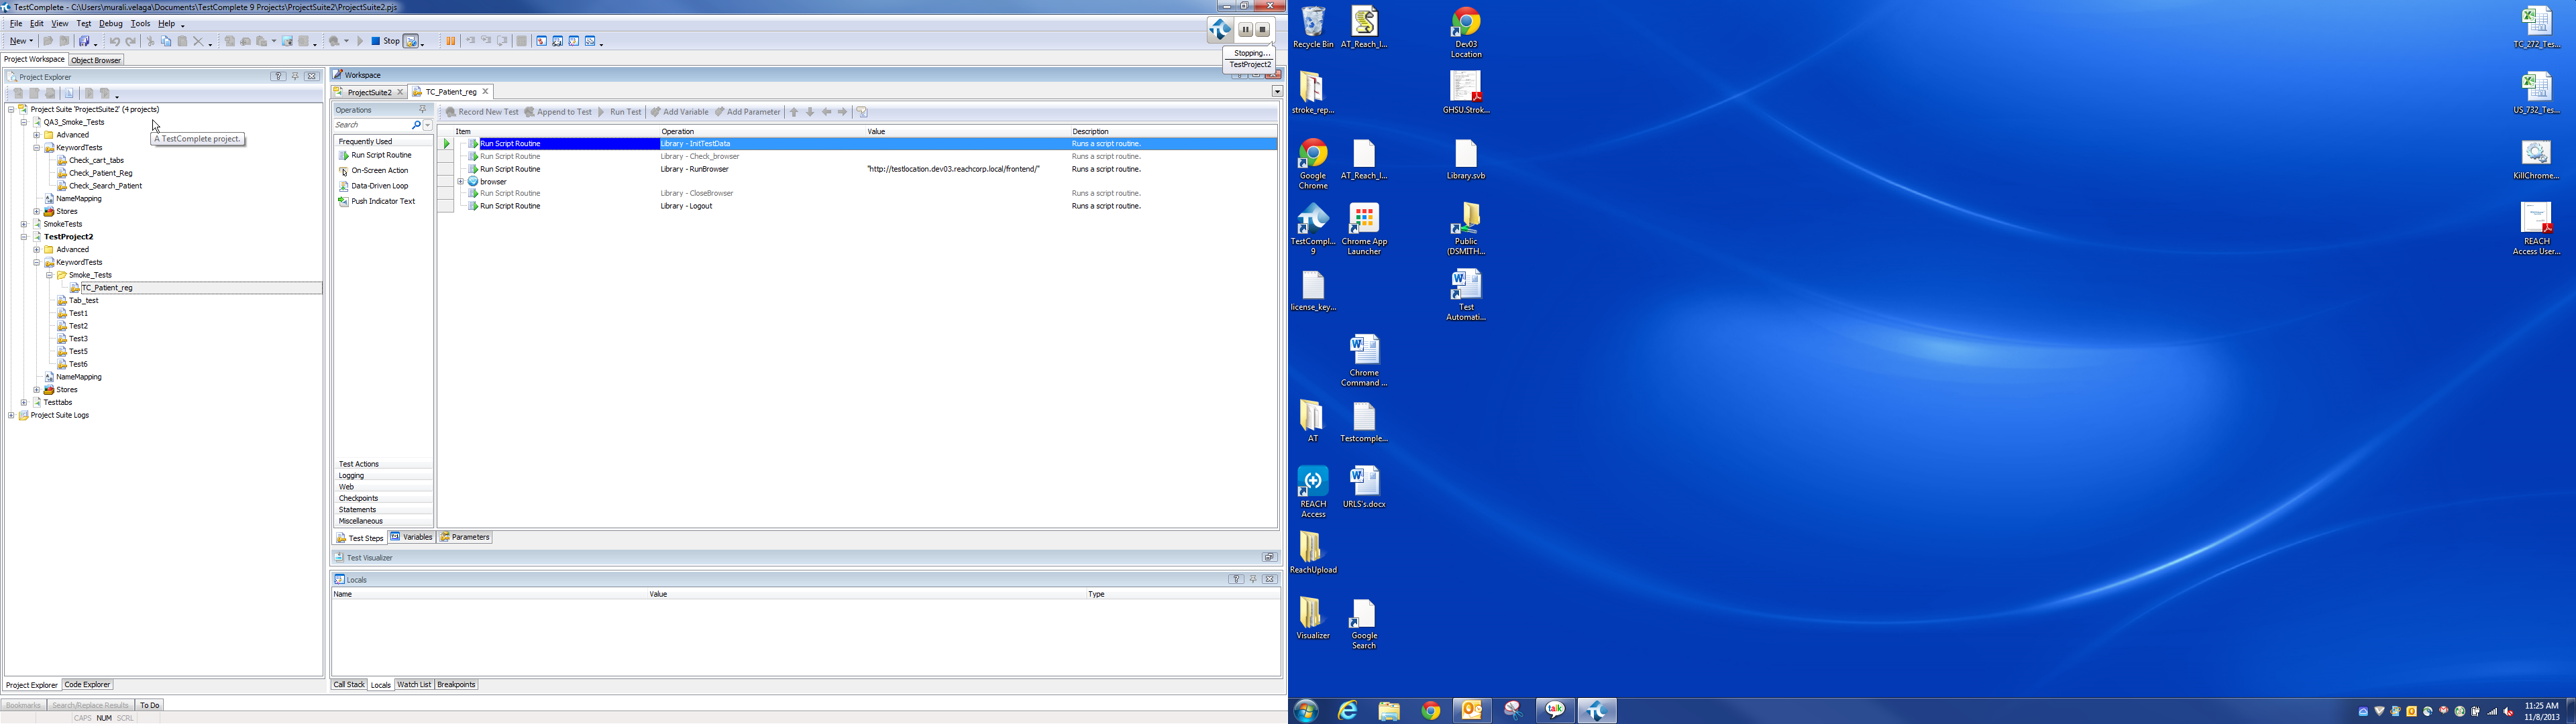 TestComplete - C:\Users\murali.velaga\Documents\TestComplete 9 Projects\ProjectSuite2\ProjectSuite2.pjs
File Edit View Test Debug Tools Help
New
Stop
Stopping...
TestProject2
Project Workspace Object Browser
Project Explorer
Project Suite 'ProjectSuite2' (4 projects)
QA3_Smoke_Tests
A TestComplete project.
Advanced
KeywordTests
Check_cart_tabs
Check_Patient_Reg
Check_Search_Patient
NameMapping
Stores
SmokeTests
TestProject2
Advanced
KeywordTests
Smoke_Tests
TC_Patient_reg
Tab_test
Test1
Test2
Test3
Test5
Test6
NameMapping
Stores
Testtabs
Project Suite Logs
Project Explorer Code Explorer
Workspace
ProjectSuite2 TC_Patient_reg
Operations
Search
Frequently Used
Run Script Routine
On-Screen Action
Data-Driven Loop
Push Indicator Text
Test Actions
Logging
Web
Checkpoints
Statements
Miscellaneous
Record New Test Append to Test Run Test Add Variable Add Parameter
Item Operation Value Description
Run Script Routine Library - InitTestData Runs a script routine.
Run Script Routine Library - Check_browser Runs a script routine.
Run Script Routine Library - RunBrowser "http://testlocation.dev03.reachcorp.local/frontend/" Runs a script routine.
browser
Run Script Routine Library - CloseBrowser Runs a script routine.
Run Script Routine Library - Logout Runs a script routine.
Test Steps Variables Parameters
Test Visualizer
Locals
Name Value Type
Call Stack Locals Watch List Breakpoints
Bookmarks Search/Replace Results To Do
CAPS NUM SCRL
Recycle Bin
AT_Reach_I...
Dev03
Location
TC_272_Tes...
stroke_rep...
GHSU.Strok...
US_732_Tes...
Google
Chrome
AT_Reach_I...
Library.svb
KillChrome...
TestCompl...
9
Chrome App
Launcher
Public
(DSMITH...
REACH
Access User...
license_key...
Test
Automati...
Chrome
Command ...
AT
Testcomple...
REACH
Access
URLS's.docx
ReachUpload
Visualizer
Google
Search
talk
11:25 AM
11/8/2013